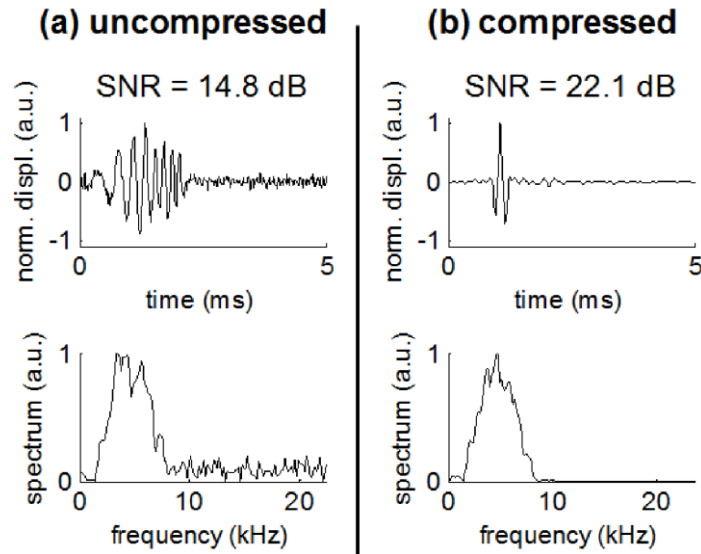 (a) uncompressed
SNR = 14.8 dB
norm. displ. (a.u.)
1
0
-1
0
5
time (ms)
spectrum (a.u.)
1
0
0
10
20
frequency (kHz)
(b) compressed
SNR = 22.1 dB
norm. displ. (a.u.)
1
0
-1
0
5
time (ms)
spectrum (a.u.)
1
0
0
10
20
frequency (kHz)